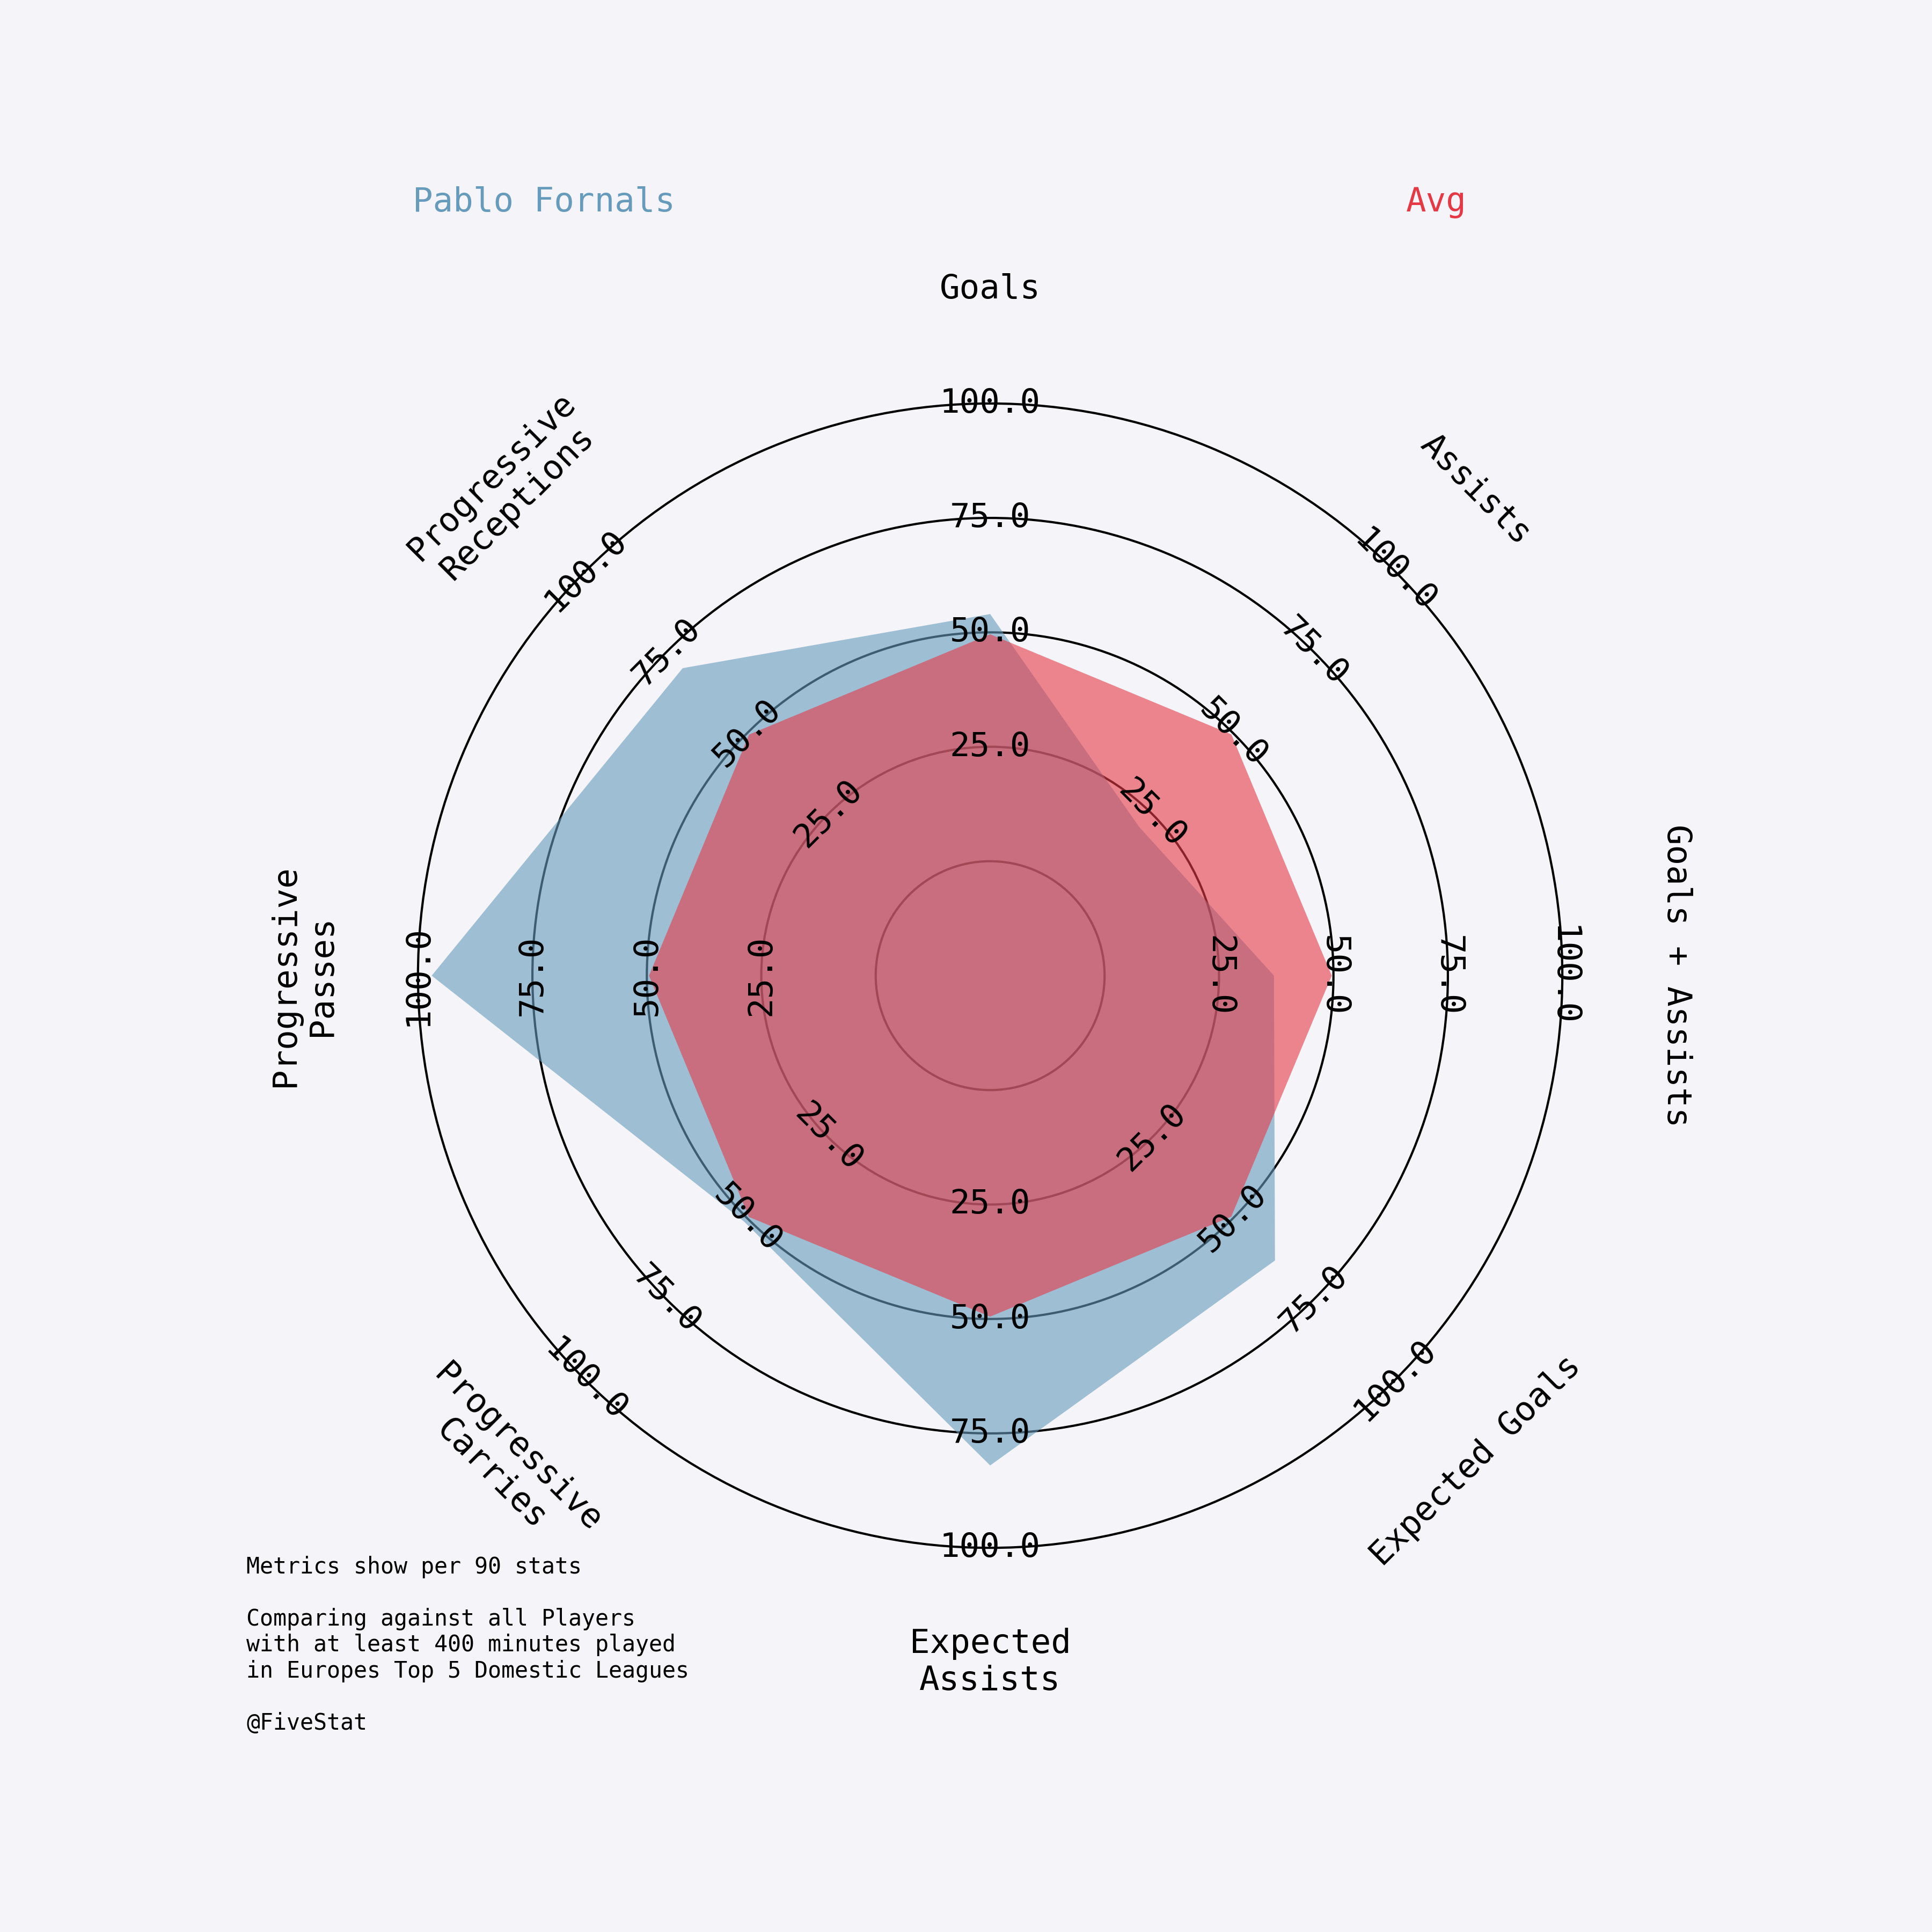 Pablo Fornals
Avg
Goals
Assists
Goals + Assists
Expected Goals
Expected
Assists
Progressive
Carries
Progressive
Passes
Progressive
Receptions
25.0
50.0
75.0
100.0
25.0
50.0
75.0
100.0
25.0
50.0
75.0
100.0
25.0
50.0
75.0
100.0
25.0
50.0
75.0
100.0
25.0
50.0
75.0
100.0
25.0
50.0
75.0
100.0
25.0
50.0
75.0
100.0
Metrics show per 90 stats
Comparing against all Players
with at least 400 minutes played
in Europes Top 5 Domestic Leagues
@FiveStat